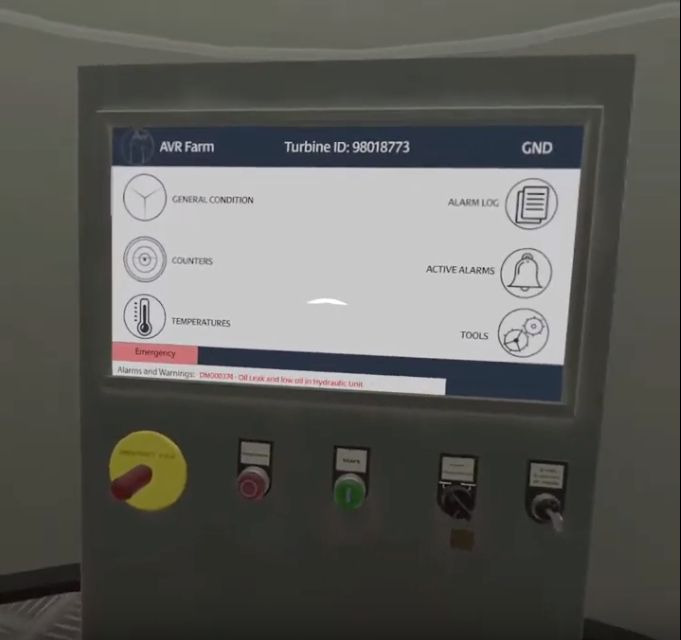 AVR Farm
Turbine ID: 98018773
GND
GENERAL CONDITION
ALARM LOG
COUNTERS
ACTIVE ALARMS
TEMPERATURES
TOOLS
Emergency
Alarms and Warnings: DM000374 - Oil Leak and low oil in Hydraulic Unit